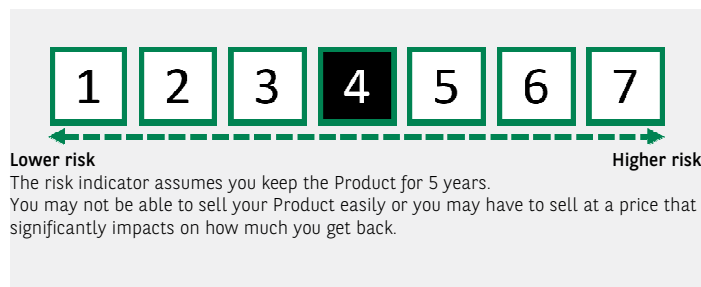 1 2 3 4 5 6 7
Lower risk Higher risk
The risk indicator assumes you keep the Product for 5 years.
You may not be able to sell your Product easily or you may have to sell at a price that
significantly impacts on how much you get back.